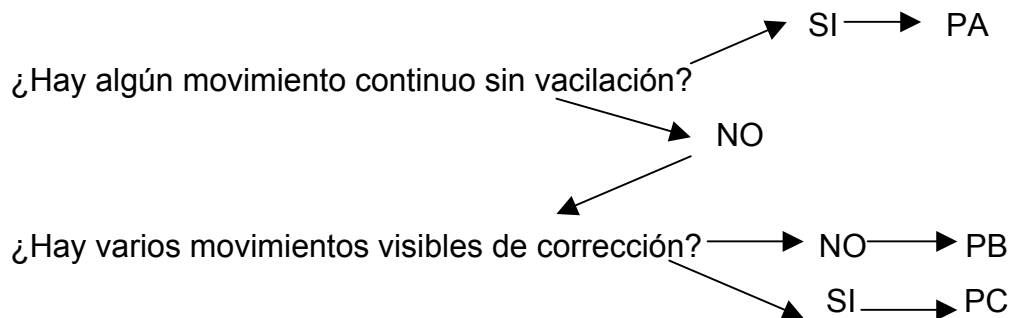 SI PA
¿Hay algún movimiento continuo sin vacilación?
NO
¿Hay varios movimientos visibles de corrección? NO PB
SI PC